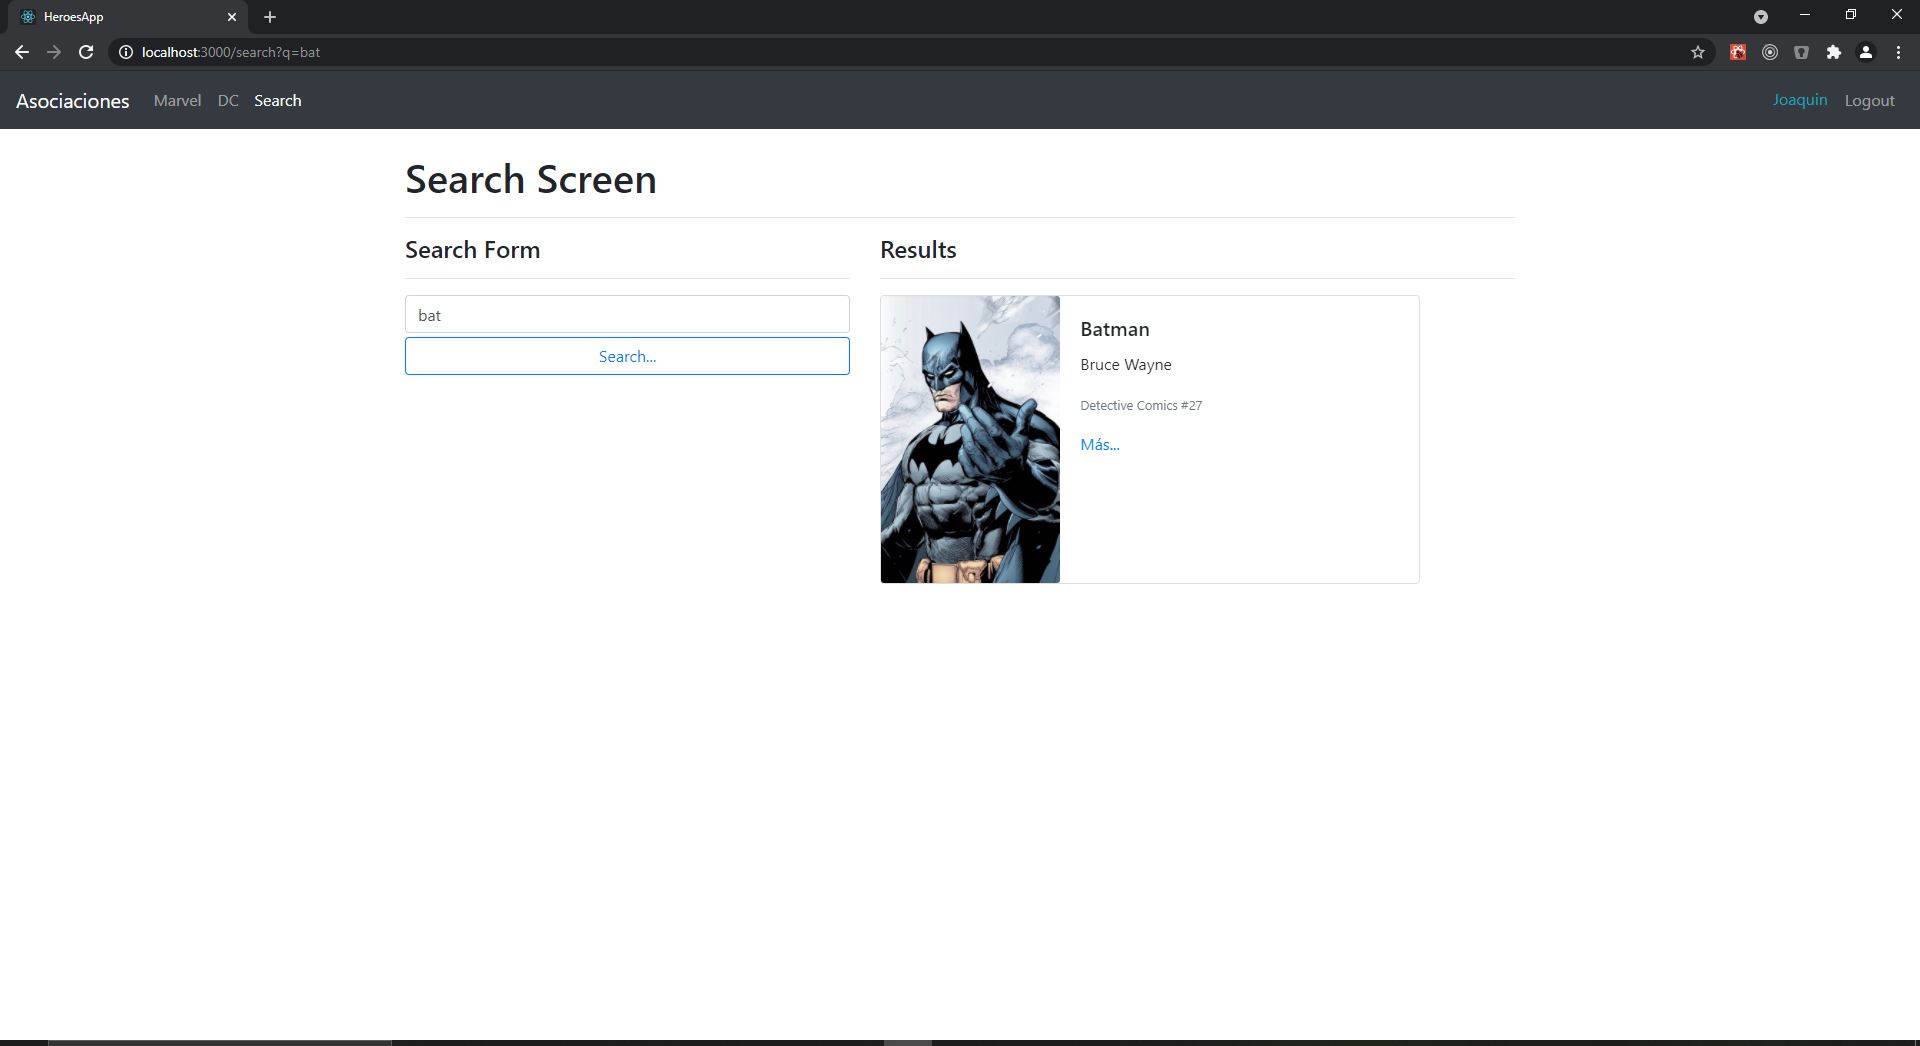 HeroesApp
localhost:3000/search?q=bat
Asociaciones Marvel DC Search Joaquin Logout
Search Screen
Search Form
bat
Search...
Results
Batman
Bruce Wayne
Detective Comics #27
Más...